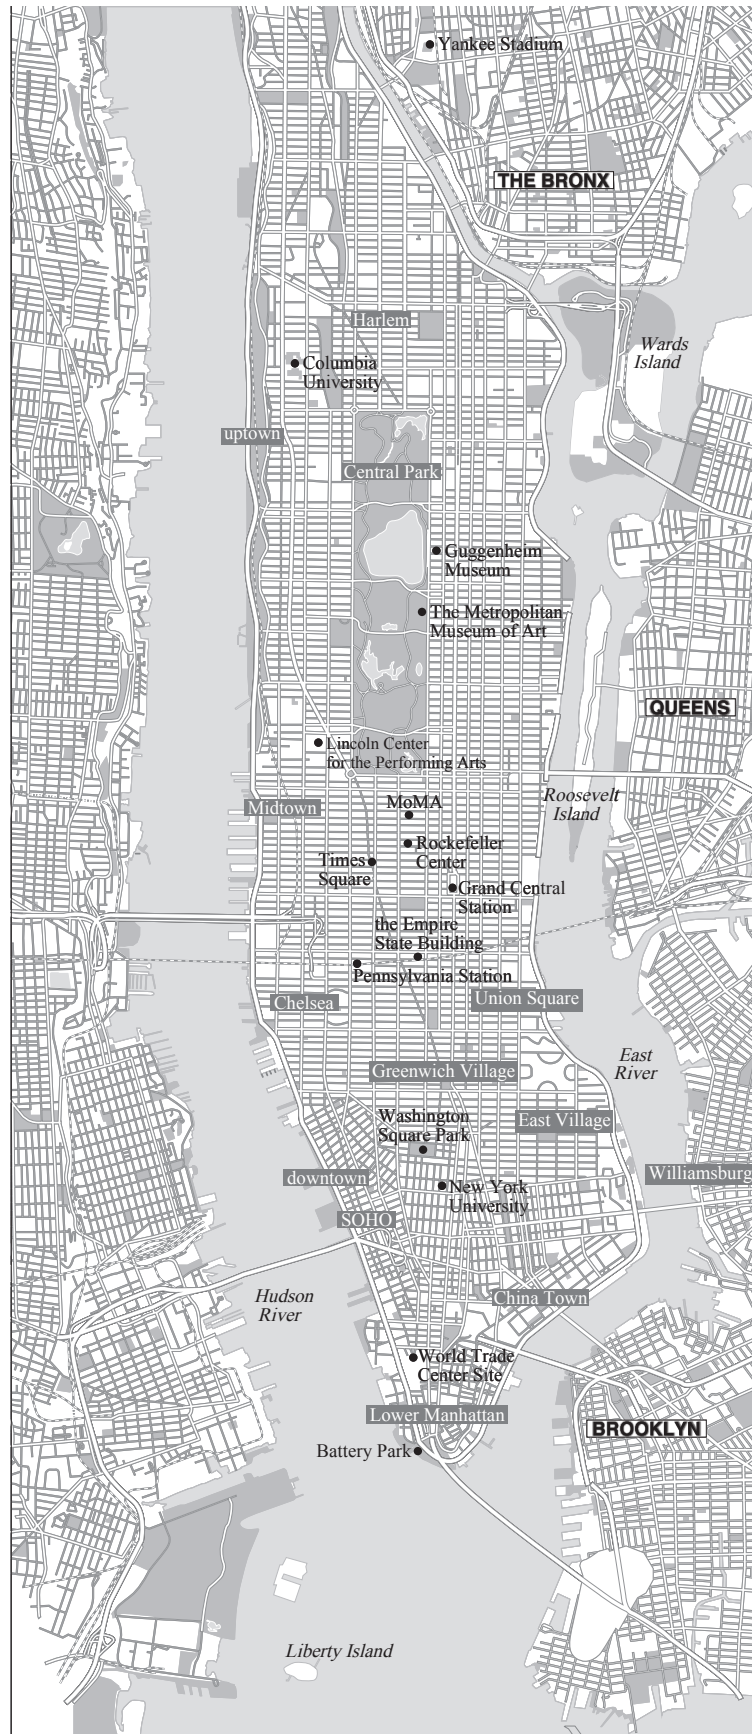 Yankee Stadium
THE BRONX
Harlem
Wards
Island
Columbia
University
uptown
Central Park
Guggenheim
Museum
The Metropolitan
Museum of Art
QUEENS
Lincoln Center
for the Performing Arts
Roosevelt
Island
Midtown
MoMA
Rockefeller
Center
Times
Square
Grand Central
Station
the Empire
State Building
Pennsylvania Station
Chelsea
Union Square
East
River
Greenwich Village
Washington
Square Park
East Village
downtown
Williamsburg
New York
University
SOHO
Hudson
River
China Town
World Trade
Center Site
Lower Manhattan
BROOKLYN
Battery Park
Liberty Island